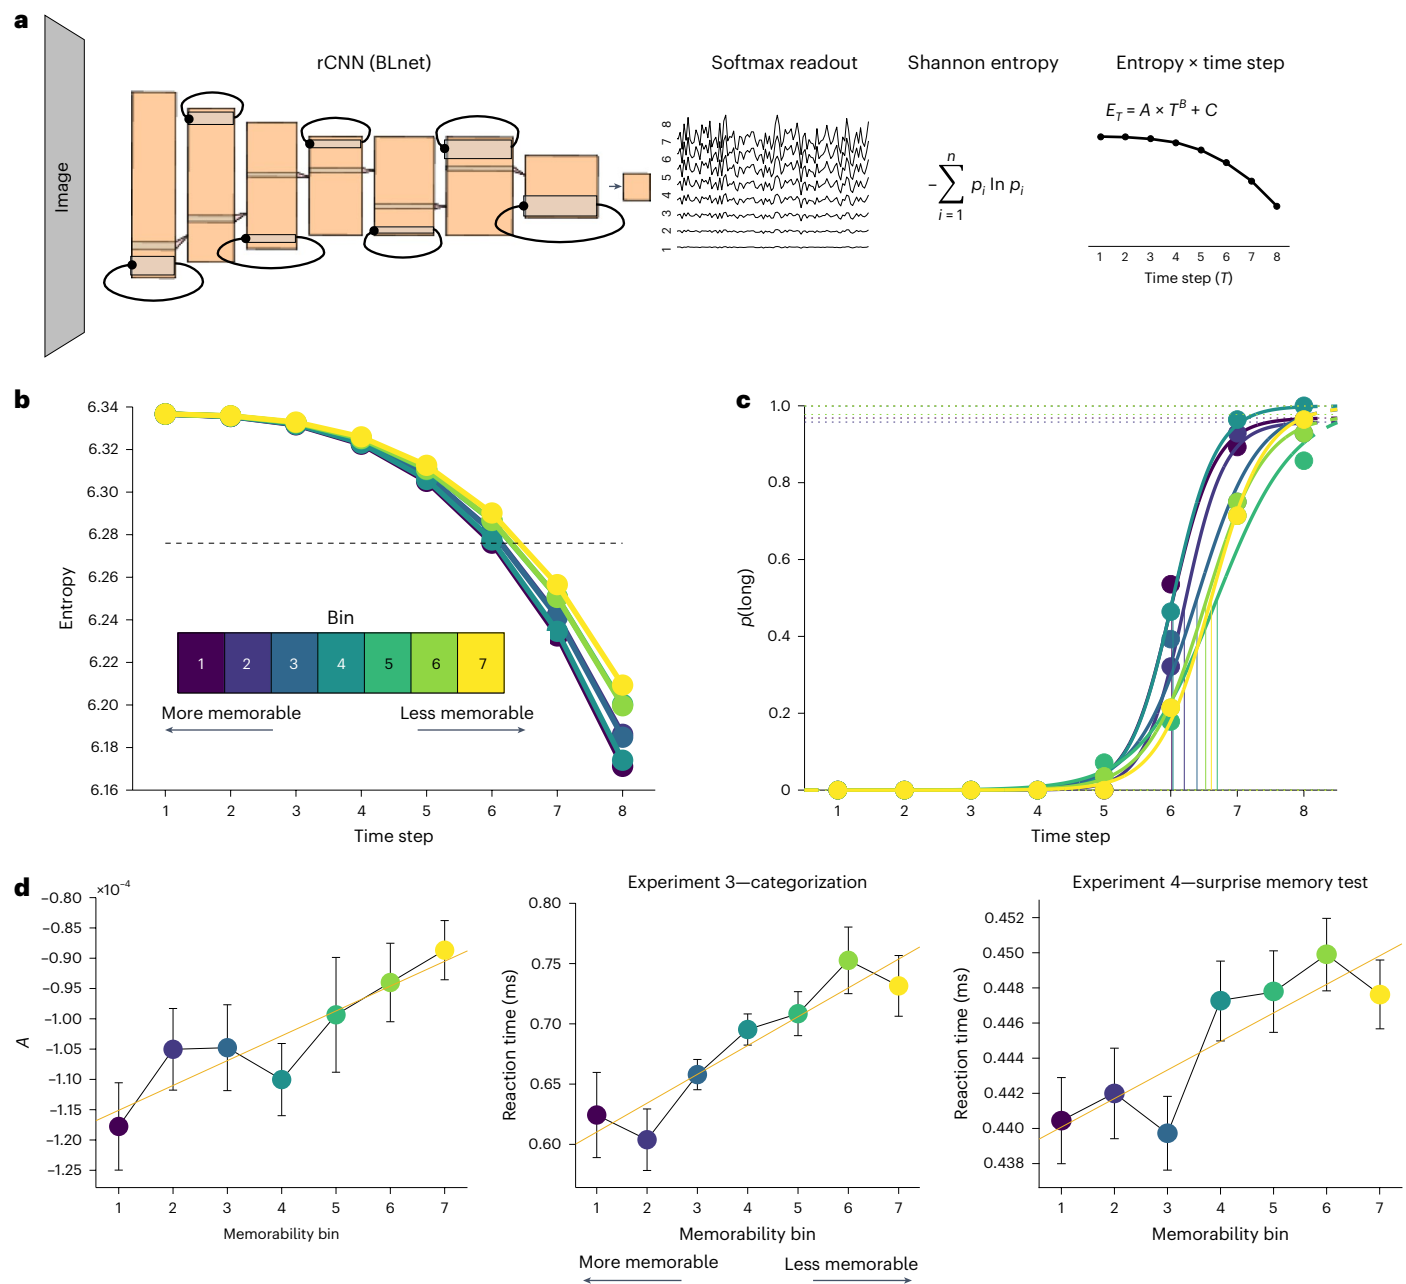 a
rCNN (BLnet)
Softmax readout
Shannon entropy
Entropy × time step
Image
8
7
6
5
4
3
2
1
−∑ⁿᵢ₌₁ pᵢ ln pᵢ
E_T = A × T^B + C
1 2 3 4 5 6 7 8
Time step (T)
b
6.34
6.32
6.30
6.28
6.26
6.24
6.22
6.20
6.18
6.16
Entropy
Bin
1 2 3 4 5 6 7
More memorable
Less memorable
1 2 3 4 5 6 7 8
Time step
c
1.0
0.8
0.6
0.4
0.2
0
p(long)
1 2 3 4 5 6 7 8
Time step
d
×10⁻⁴
−0.80
−0.85
−0.90
−0.95
−1.00
−1.05
−1.10
−1.15
−1.20
−1.25
A
1 2 3 4 5 6 7
Memorability bin
Experiment 3—categorization
0.80
0.75
0.70
0.65
0.60
Reaction time (ms)
1 2 3 4 5 6 7
Memorability bin
More memorable
Less memorable
Experiment 4—surprise memory test
0.452
0.450
0.448
0.446
0.444
0.442
0.440
0.438
Reaction time (ms)
1 2 3 4 5 6 7
Memorability bin